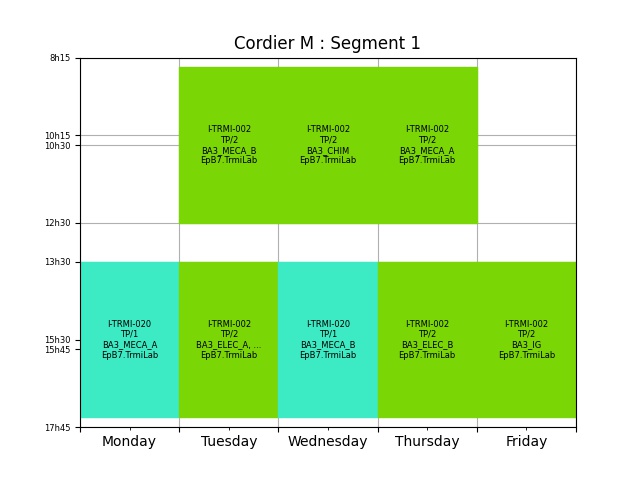 Cordier M : Segment 1
8h15
10h15
10h30
12h30
13h30
15h30
15h45
17h45
I-TRMI-002
TP/2
BA3_MECA_B
EpB7.TrmiLab
I-TRMI-002
TP/2
BA3_CHIM
EpB7.TrmiLab
I-TRMI-002
TP/2
BA3_MECA_A
EpB7.TrmiLab
I-TRMI-020
TP/1
BA3_MECA_A
EpB7.TrmiLab
I-TRMI-002
TP/2
BA3_ELEC_A, ...
EpB7.TrmiLab
I-TRMI-020
TP/1
BA3_MECA_B
EpB7.TrmiLab
I-TRMI-002
TP/2
BA3_ELEC_B
EpB7.TrmiLab
I-TRMI-002
TP/2
BA3_IG
EpB7.TrmiLab
Monday
Tuesday
Wednesday
Thursday
Friday